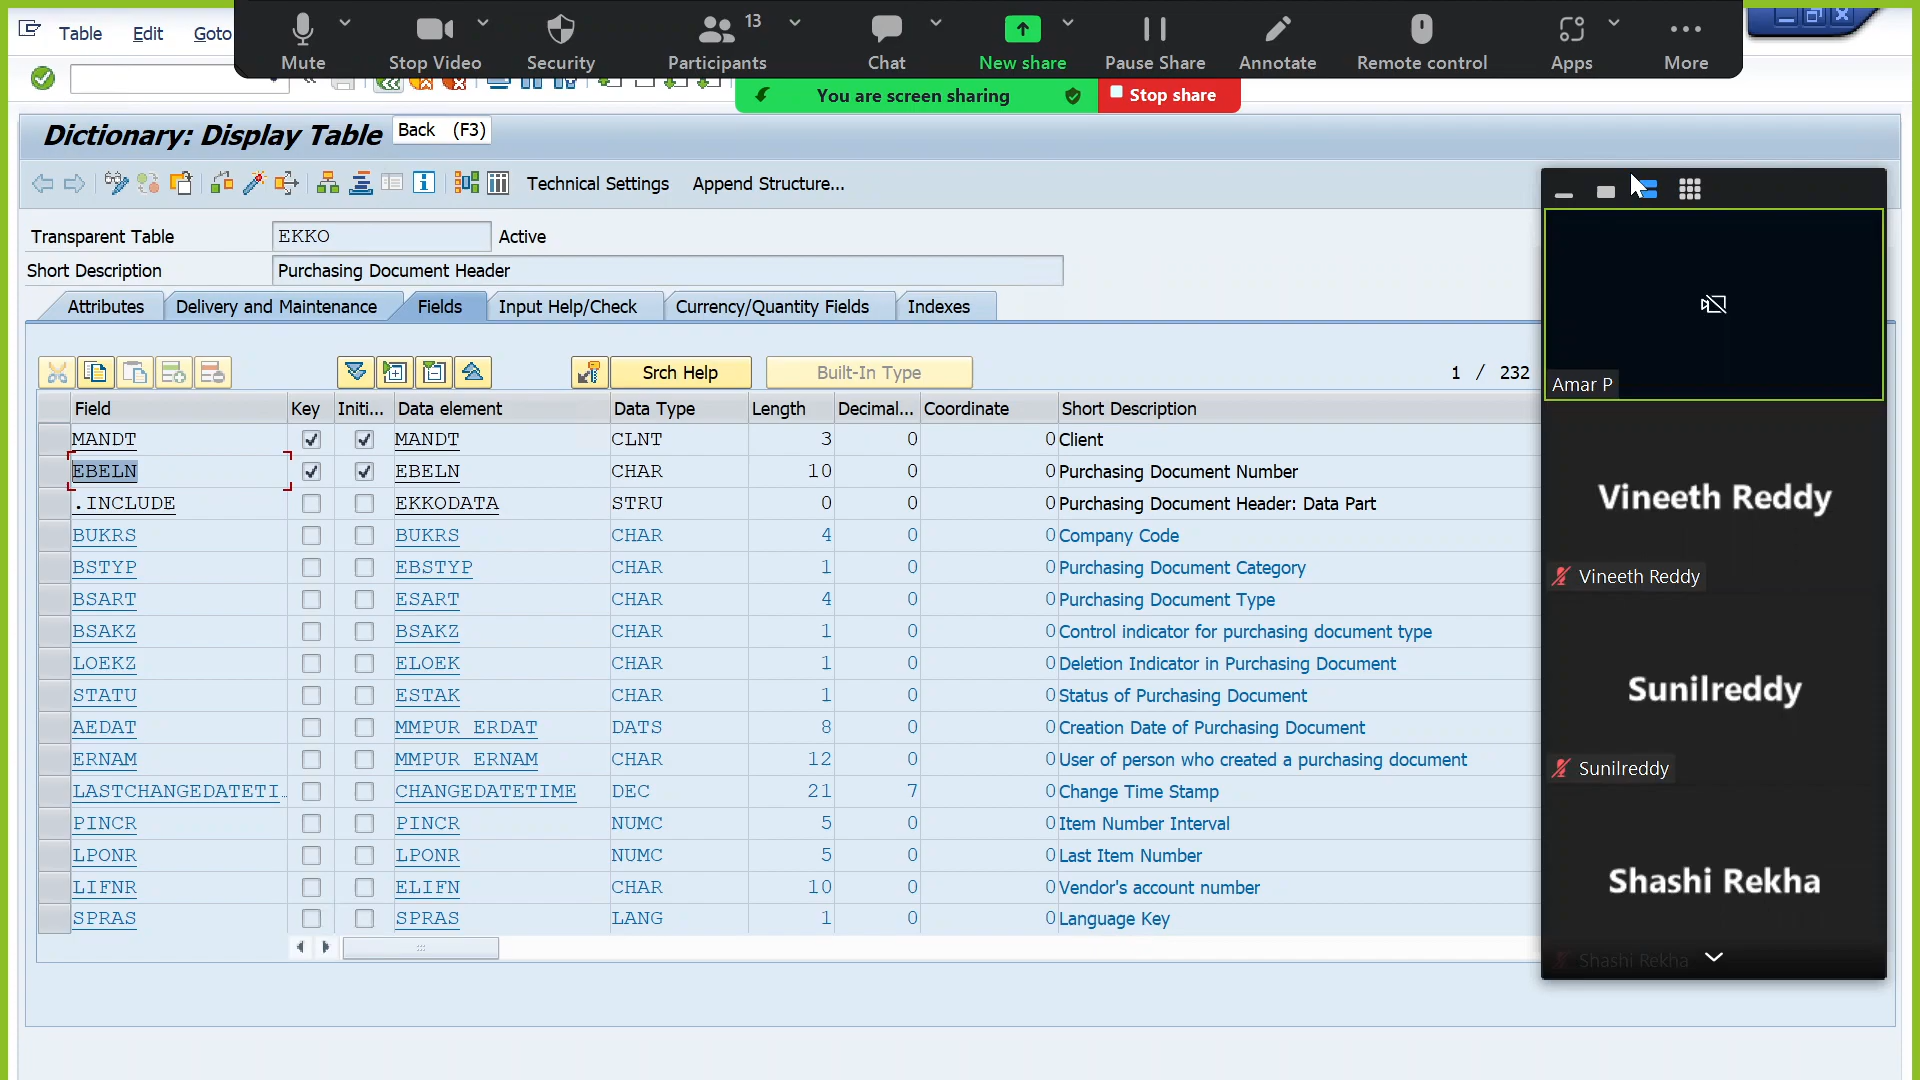 Table Edit Goto
Mute Stop Video Security Participants 13 Chat New share Pause Share Annotate Remote control Apps More
You are screen sharing Stop share
Dictionary: Display Table
Back (F3)
Technical Settings Append Structure...
Transparent Table EKKO Active
Short Description Purchasing Document Header
Attributes Delivery and Maintenance Fields Input Help/Check Currency/Quantity Fields Indexes
Srch Help Built-In Type 1 / 232
Field Key Initi... Data element Data Type Length Decimal... Coordinate Short Description
MANDT MANDT CLNT 3 0 0 Client
EBELN EBELN CHAR 10 0 0 Purchasing Document Number
.INCLUDE EKKODATA STRU 0 0 0 Purchasing Document Header: Data Part
BUKRS BUKRS CHAR 4 0 0 Company Code
BSTYP EBSTYP CHAR 1 0 0 Purchasing Document Category
BSART ESART CHAR 4 0 0 Purchasing Document Type
BSAKZ BSAKZ CHAR 1 0 0 Control indicator for purchasing document type
LOEKZ ELOEK CHAR 1 0 0 Deletion Indicator in Purchasing Document
STATU ESTAK CHAR 1 0 0 Status of Purchasing Document
AEDAT MMPUR_ERDAT DATS 8 0 0 Creation Date of Purchasing Document
ERNAM MMPUR_ERNAM CHAR 12 0 0 User of person who created a purchasing document
LASTCHANGEDATETI... CHANGEDATETIME DEC 21 7 0 Change Time Stamp
PINCR PINCR NUMC 5 0 0 Item Number Interval
LPONR LPONR NUMC 5 0 0 Last Item Number
LIFNR ELIFN CHAR 10 0 0 Vendor's account number
SPRAS SPRAS LANG 1 0 0 Language Key
Amar P
Vineeth Reddy
Vineeth Reddy
Sunilreddy
Sunilreddy
Shashi Rekha
Shashi Rekha